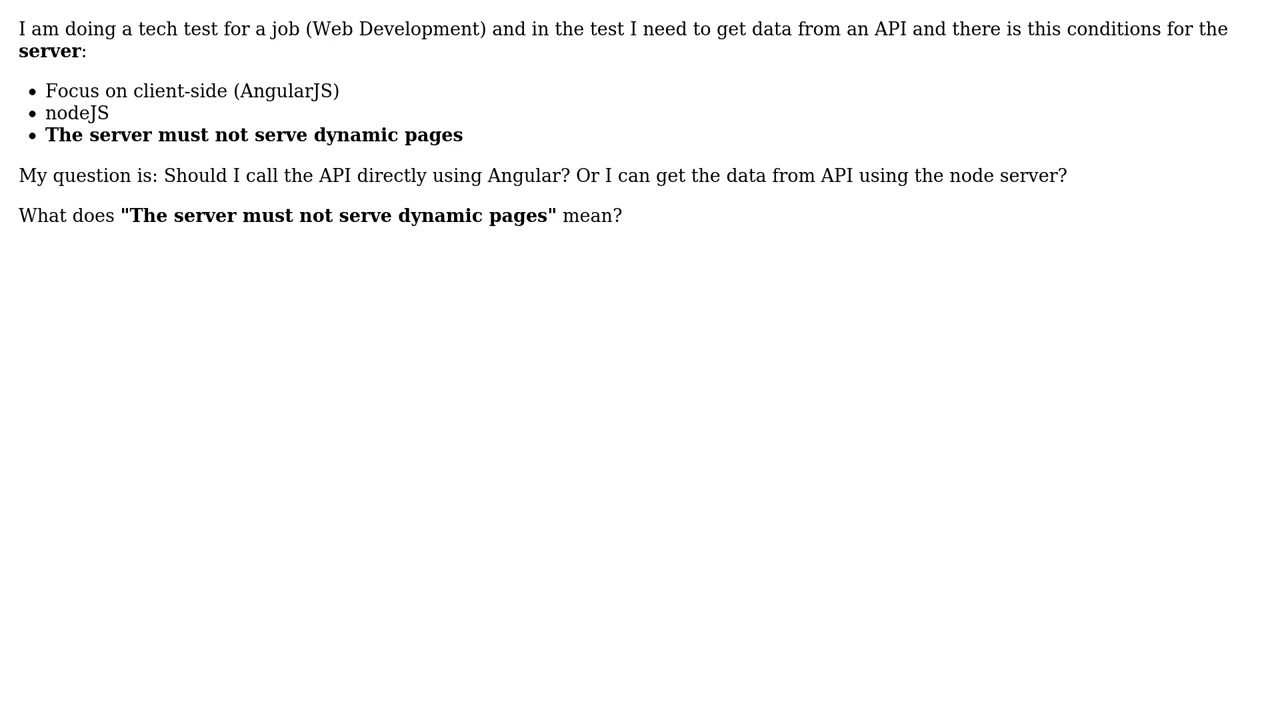 I am doing a tech test for a job (Web Development) and in the test I need to get data from an API and there is this conditions for the
server:
• Focus on client-side (AngularJS)
• nodeJS
• The server must not serve dynamic pages
My question is: Should I call the API directly using Angular? Or I can get the data from API using the node server?
What does "The server must not serve dynamic pages" mean?